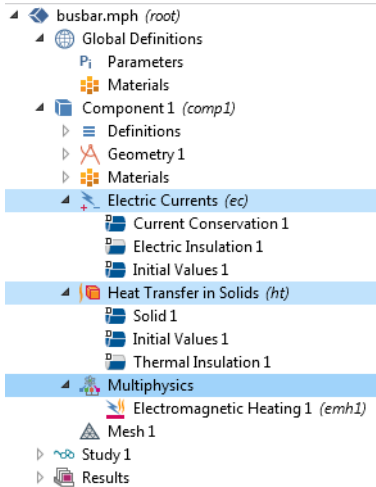 busbar.mph (root)
Global Definitions
Pi Parameters
Materials
Component 1 (comp1)
Definitions
Geometry 1
Materials
Electric Currents (ec)
Current Conservation 1
Electric Insulation 1
Initial Values 1
Heat Transfer in Solids (ht)
Solid 1
Initial Values 1
Thermal Insulation 1
Multiphysics
Electromagnetic Heating 1 (emh1)
Mesh 1
Study 1
Results